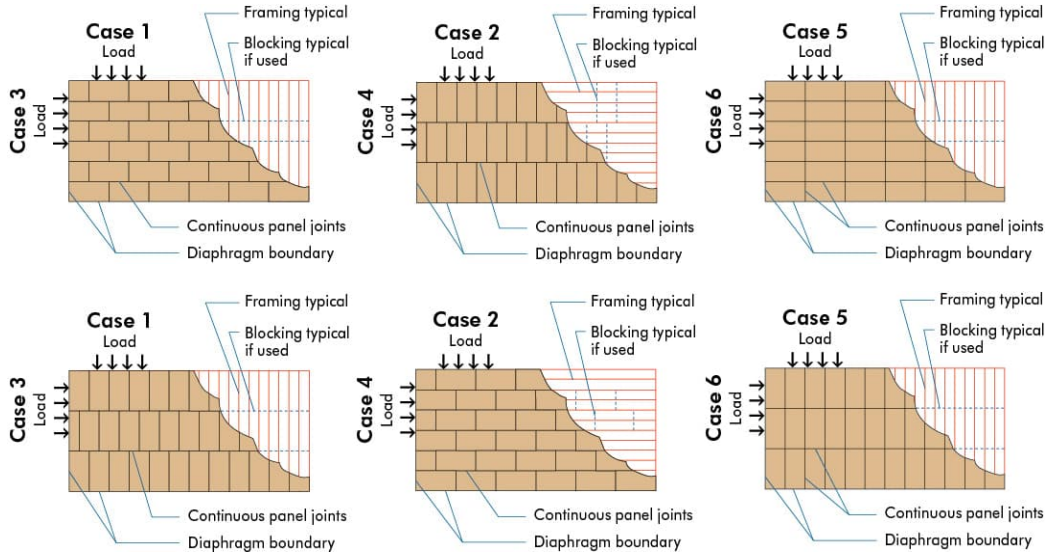 Framing typical
Case 1
Load
Blocking typical
if used
Case 3
Load
Continuous panel joints
Diaphragm boundary
Framing typical
Case 2
Load
Blocking typical
if used
Case 4
Load
Continuous panel joints
Diaphragm boundary
Framing typical
Case 5
Load
Blocking typical
if used
Case 6
Load
Continuous panel joints
Diaphragm boundary
Framing typical
Case 1
Load
Blocking typical
if used
Case 3
Load
Continuous panel joints
Diaphragm boundary
Framing typical
Case 2
Load
Blocking typical
if used
Case 4
Load
Continuous panel joints
Diaphragm boundary
Framing typical
Case 5
Load
Blocking typical
if used
Case 6
Load
Continuous panel joints
Diaphragm boundary